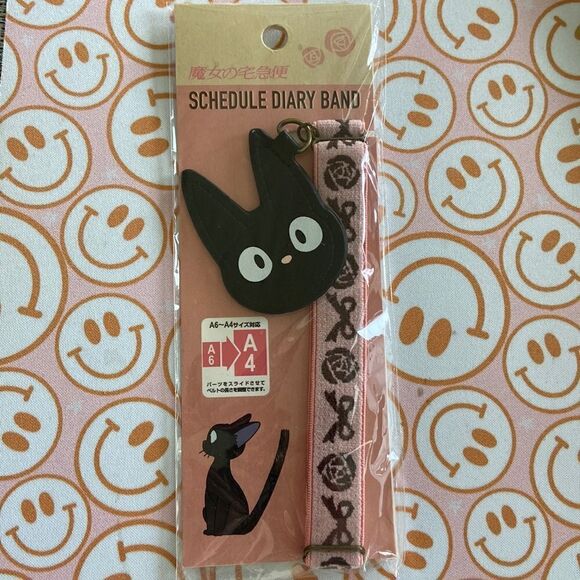 魔女の宅急便
SCHEDULE DIARY BAND
A6~A4サイズ対応
A6
A4
パーツをスライドさせて
ベルトの長さを調整できます。